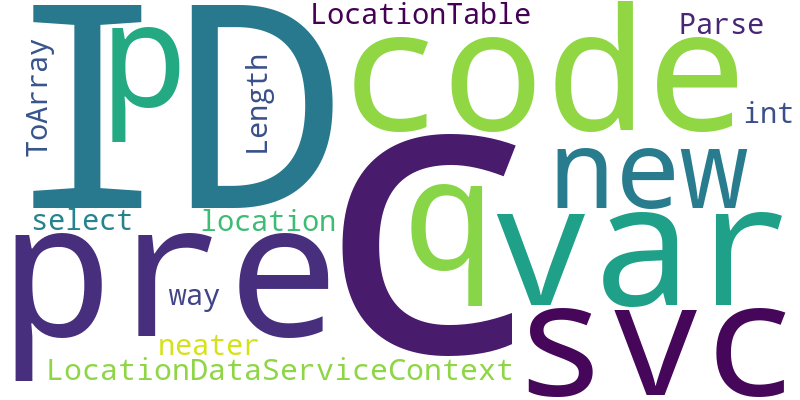 ID
p
ToArray
Length
LocationTable
code
Parse
int
new
C
q
var
select
location
pre
way
neater
svc
LocationDataServiceContext